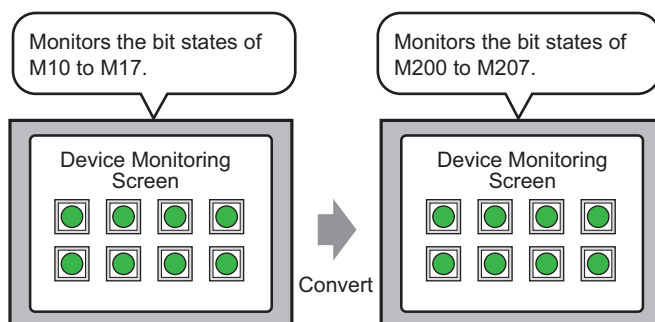 Monitors the bit states of
M10 to M17.
Monitors the bit states of
M200 to M207.
Device Monitoring
Screen
Convert
Device Monitoring
Screen